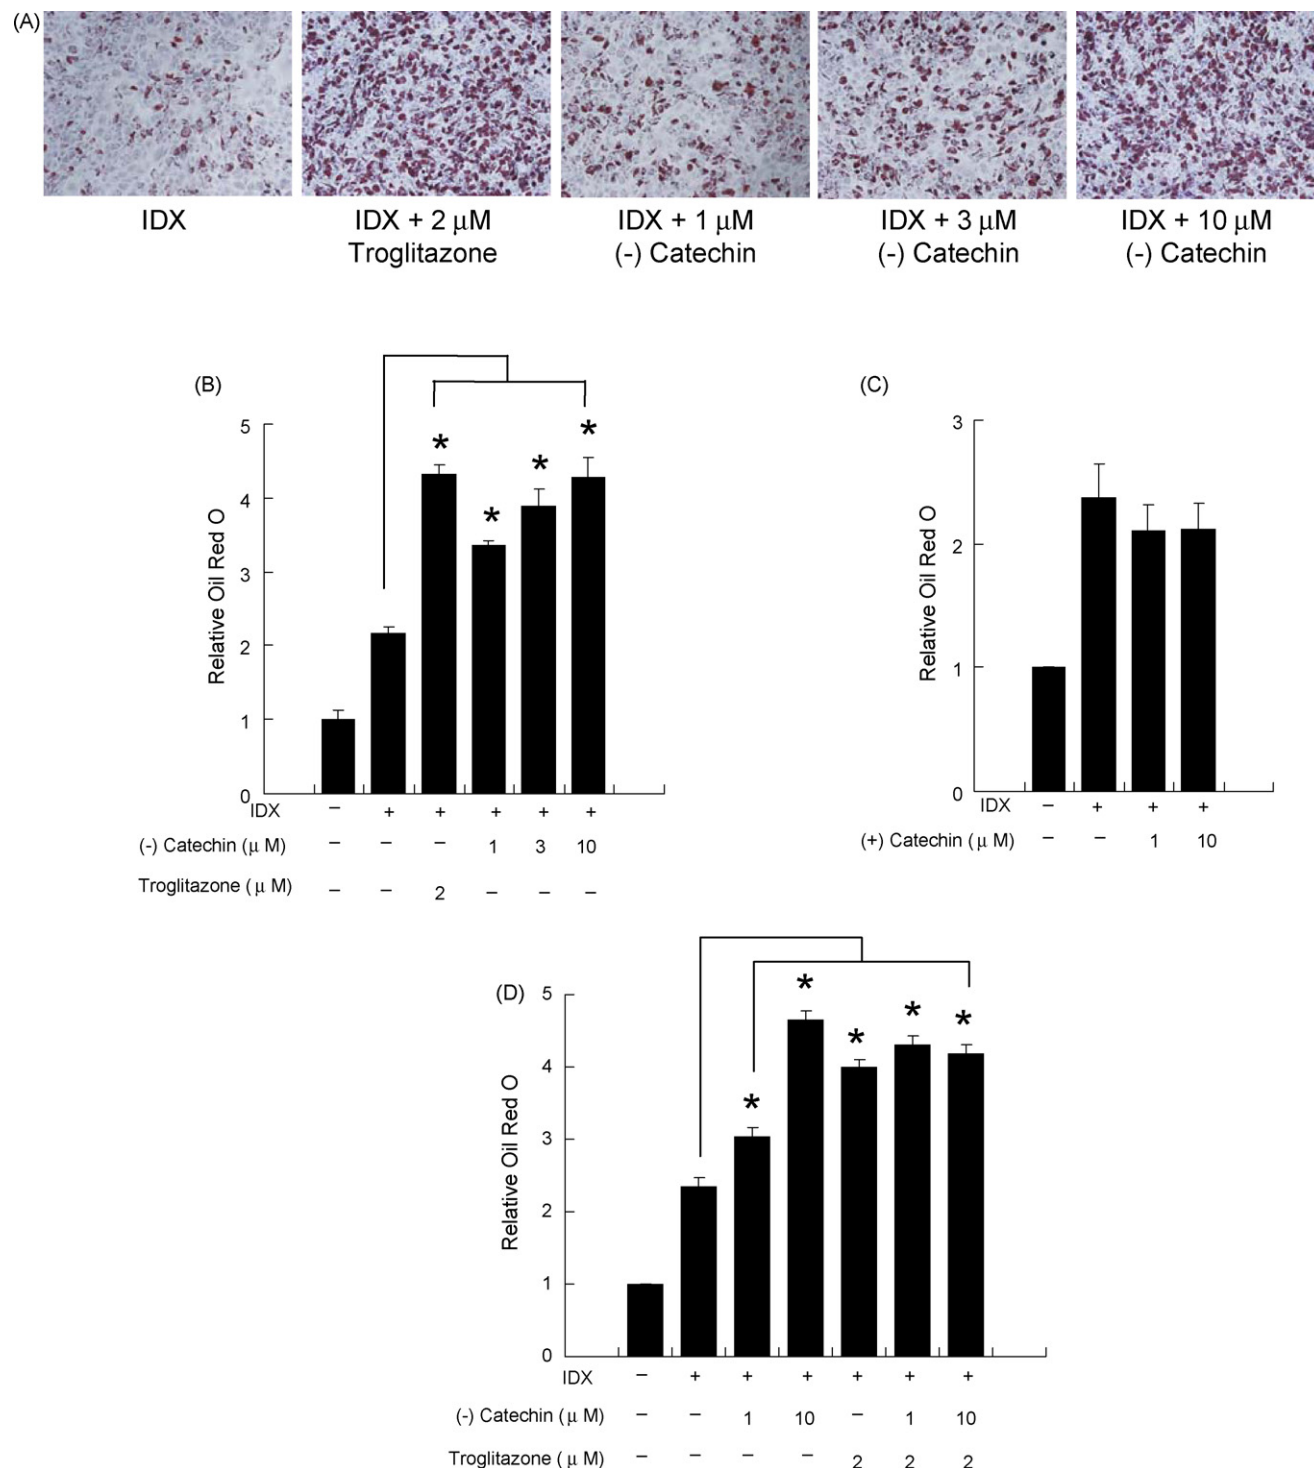 (A)
IDX
IDX + 2 μM
Troglitazone
IDX + 1 μM
(-) Catechin
IDX + 3 μM
(-) Catechin
IDX + 10 μM
(-) Catechin
(B)
Relative Oil Red O
5
4
3
2
1
0
* * * *
IDX – + + + + +
(-) Catechin (μ M) – – – 1 3 10
Troglitazone (μ M) – – 2 – – –
(C)
Relative Oil Red O
3
2
1
0
IDX – + + +
(+) Catechin (μ M) – – 1 10
(D)
Relative Oil Red O
5
4
3
2
1
0
* * * * *
IDX – + + + + + +
(-) Catechin (μ M) – – 1 10 – 1 10
Troglitazone (μ M) – – – – 2 2 2